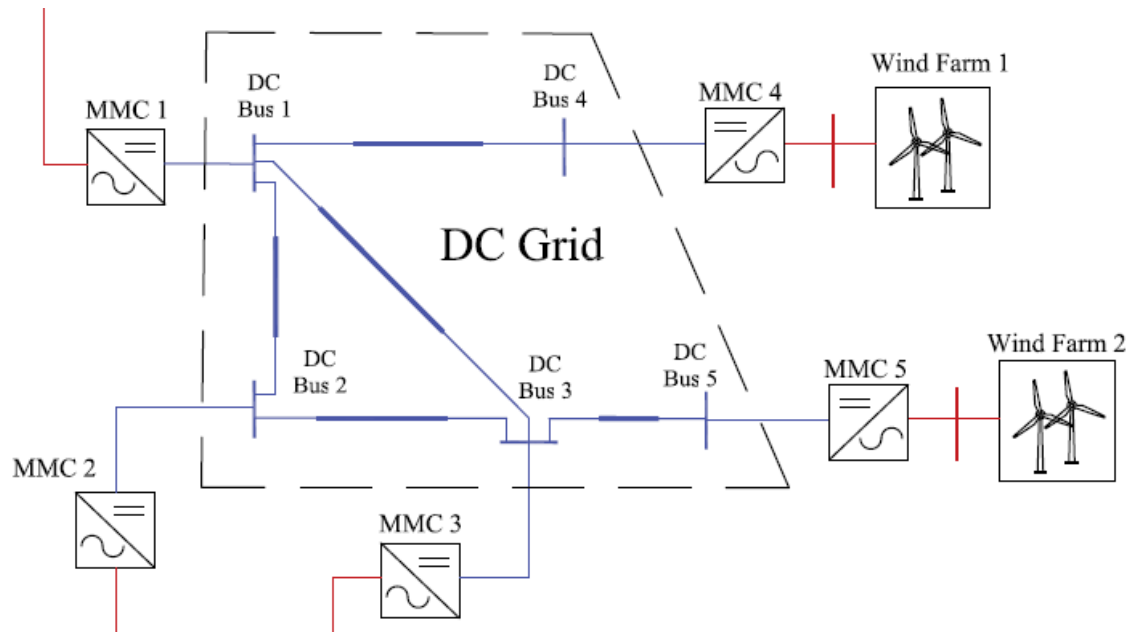 Wind Farm 1
DC
Bus 1
DC
Bus 4
MMC 1
MMC 4
DC Grid
DC
Bus 2
DC
Bus 3
DC
Bus 5
Wind Farm 2
MMC 5
MMC 2
MMC 3